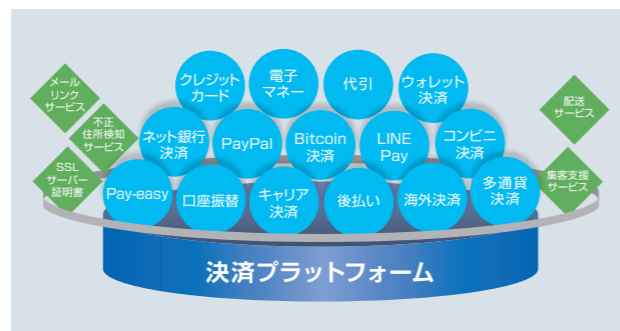 クレジット
カード
電子
マネー
代引
ウォレット
決済
メール
リンク
サービス
不正
住所検知
サービス
SSL
サーバー
証明書
ネット銀行
決済
PayPal
Bitcoin
決済
LINE
Pay
コンビニ
決済
配送
サービス
集客支援
サービス
Pay-easy
口座振替
キャリア
決済
後払い
海外決済
多通貨
決済
決済プラットフォーム